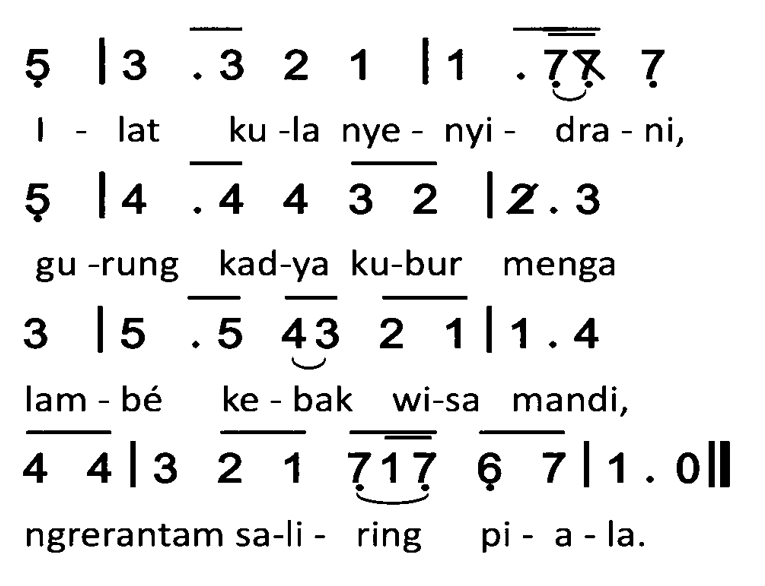 5̣ | 3 . 3 2 1 | 1 . 7̣ 7̣ 7̣
I - lat ku -la nye - nyi - dra - ni,
5̣ | 4 . 4 4 3 2 | 2 . 3
gu -rung kad-ya ku-bur menga
3 | 5 . 5 4 3 2 1 | 1 . 4
lam - bé ke - bak wi-sa mandi,
4 4 | 3 2 1 7̣ 1 7̣ 6̣ 7 | 1 . 0 ||
ngrerantam sa-li - ring pi - a - la.